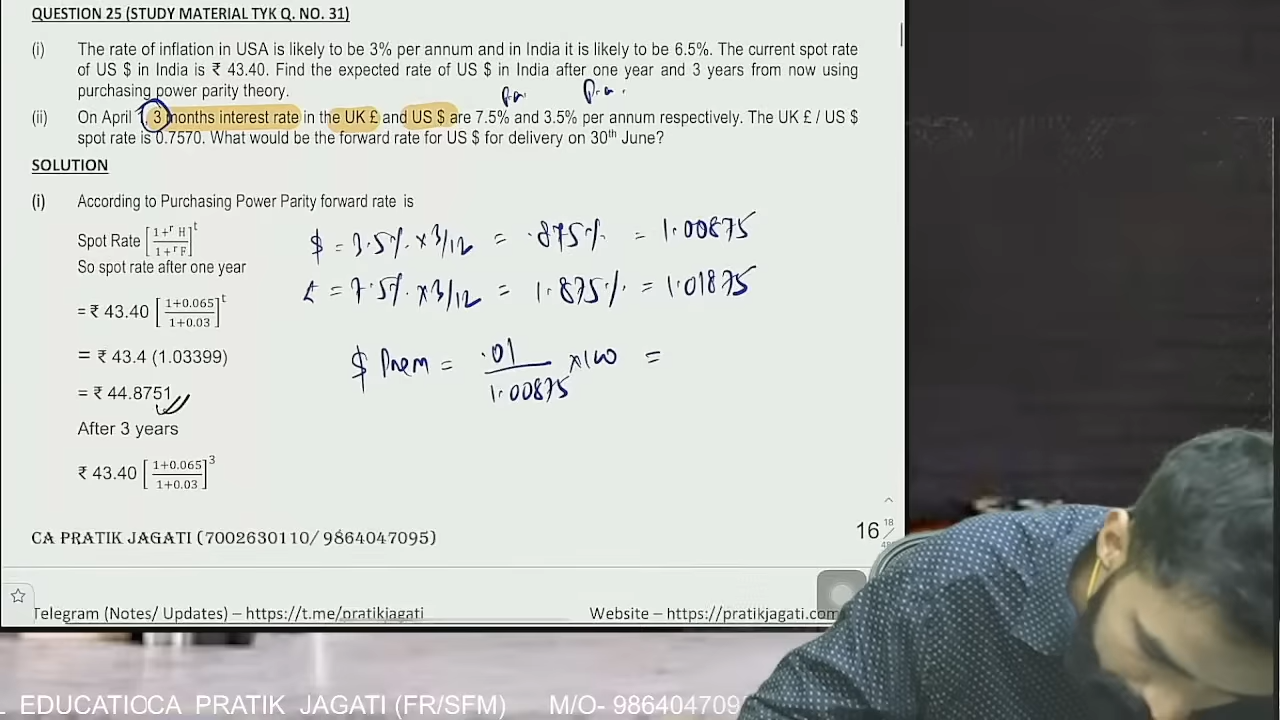 QUESTION 25 (STUDY MATERIAL TYK Q. NO. 31)
(i) The rate of inflation in USA is likely to be 3% per annum and in India it is likely to be 6.5%. The current spot rate
of US $ in India is ₹ 43.40. Find the expected rate of US $ in India after one year and 3 years from now using
purchasing power parity theory.
p.a. p.a.
(ii) On April 1, 3 months interest rate in the UK £ and US $ are 7.5% and 3.5% per annum respectively. The UK £ / US $
spot rate is 0.7570. What would be the forward rate for US $ for delivery on 30th June?
SOLUTION
(i) According to Purchasing Power Parity forward rate is
Spot Rate [(1+r H)/(1+r F)]^t
$ = 3.5% × 3/12 = .875% = 1.00875
So spot rate after one year
£ = 7.5% × 3/12 = 1.875% = 1.01875
= ₹ 43.40 [(1+0.065)/(1+0.03)]^t
= ₹ 43.4 (1.03399)
$ Prem = .01/1.00875 × 100 =
= ₹ 44.8751
After 3 years
₹ 43.40 [(1+0.065)/(1+0.03)]^3
CA PRATIK JAGATI (7002630110/ 9864047095)
16
18
Telegram (Notes/ Updates) – https://t.me/pratikjagati Website – https://pratikjagati.com
EDUCATIOCA PRATIK JAGATI (FR/SFM) M/O- 986404709